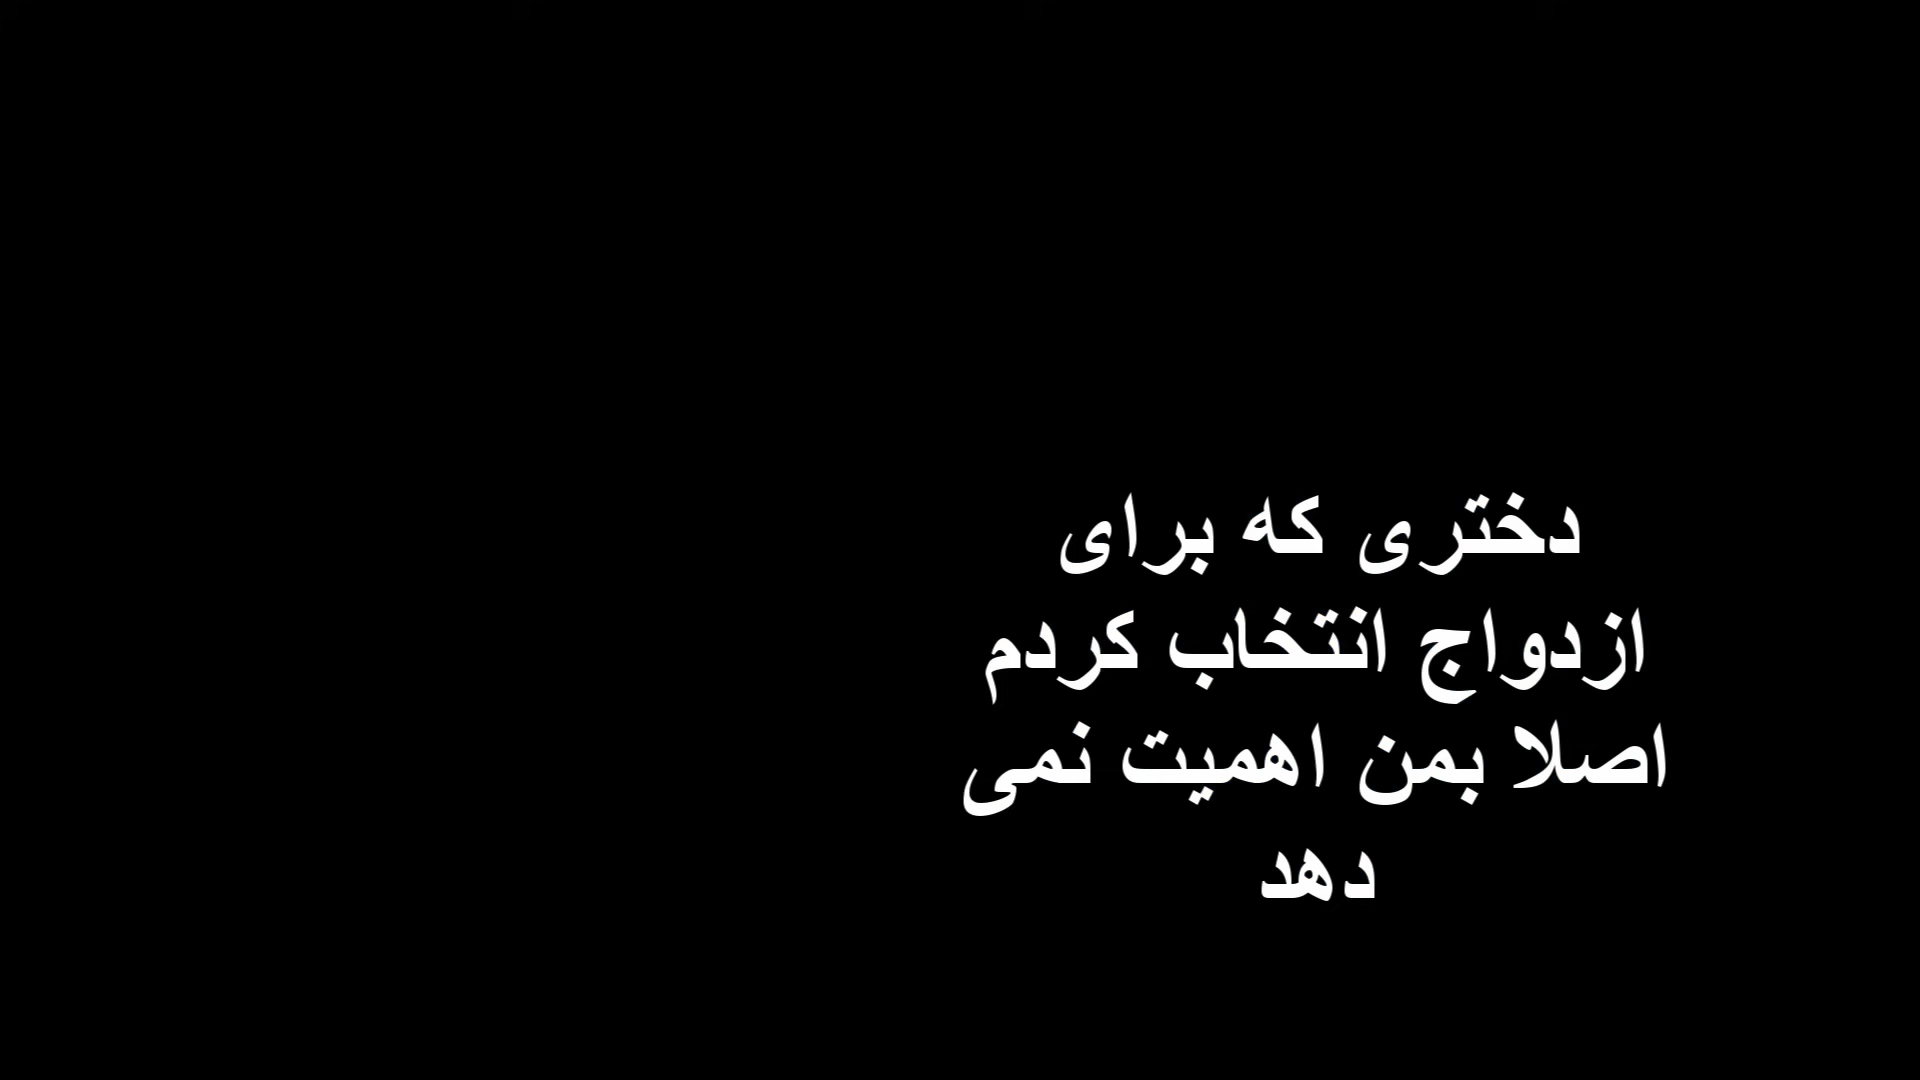 دختری که برای
ازدواج انتخاب کردم
اصلا بمن اهمیت نمی
دهد